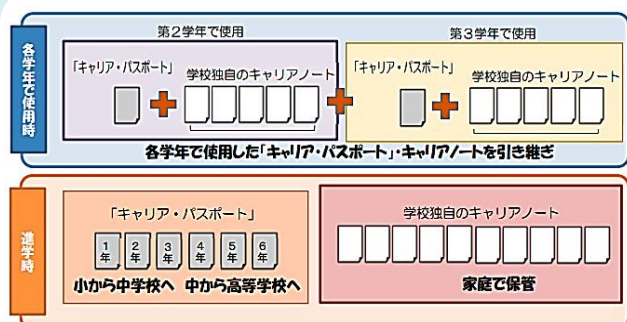 各学年で使用時
第2学年で使用
「キャリア・パスポート」
学校独自のキャリアノート
第3学年で使用
「キャリア・パスポート」
学校独自のキャリアノート
各学年で使用した「キャリア・パスポート」・キャリアノートを引き継ぎ
進学時
「キャリア・パスポート」
1年 2年 3年 4年 5年 6年
小から中学校へ 中から高等学校へ
学校独自のキャリアノート
家庭で保管